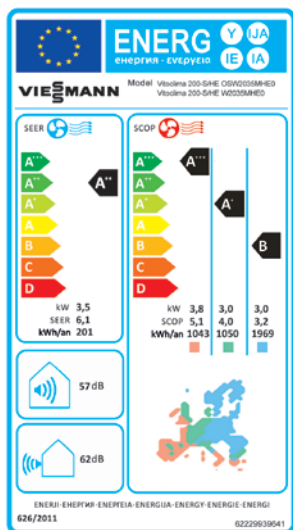 ENERG
енергия · ενεργεια
Y IJA
IE IA
VIESMANN
Model Vitoclima 200-S/HE OSW2035MHE0
Vitoclima 200-S/HE W2035MHE0
SEER SCOP
A+++ A+++ A+++
A++ A++ A++
A+ A+ A+
A A
B B B
C C
D D
kW 3,5
SEER 6,1
kWh/an 201
kW 3,8 3,0 3,0
SCOP 5,1 4,0 3,2
kWh/an 1043 1050 1969
57dB
62dB
ENERJI-ЕНЕРГИЯ-ΕΝΕΡΓΕΙΑ-ENERGIJA-ENERGY-ENERGIE-ENERGI
626/2011
62229939641